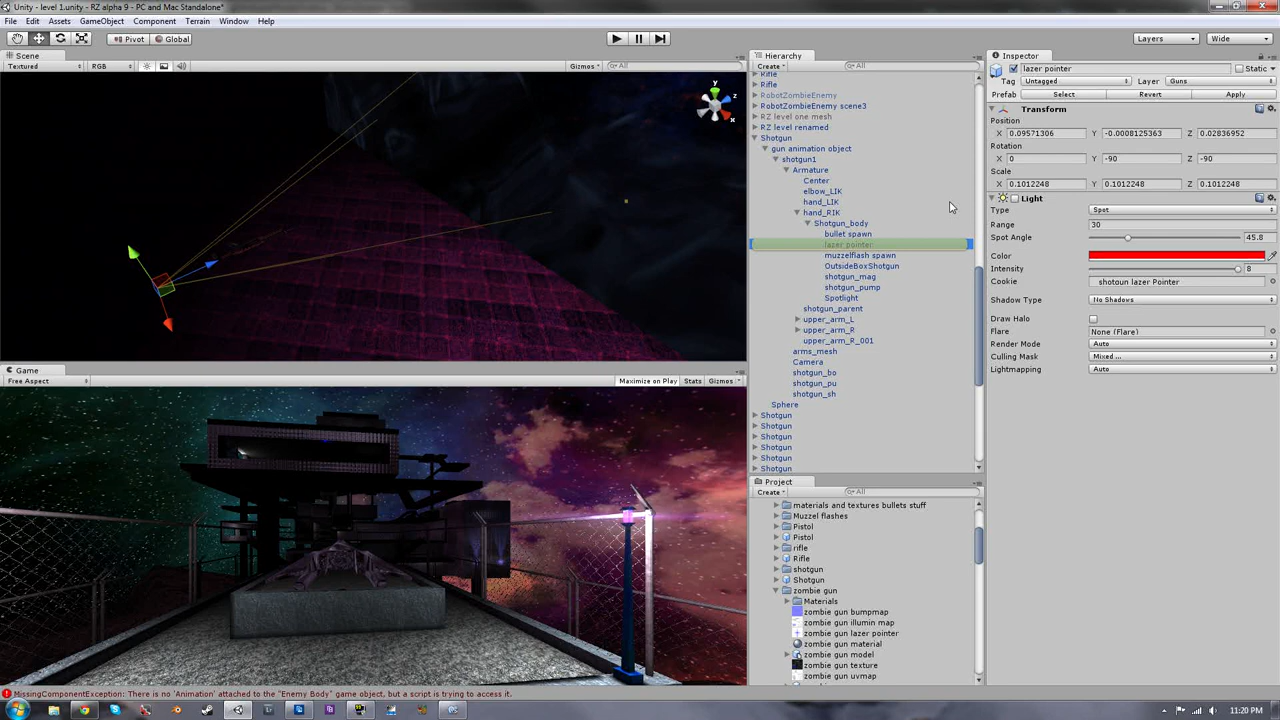 Unity - level 1.unity - RZ alpha 9 - PC and Mac Standalone*
File Edit Assets GameObject Component Terrain Window Help
Pivot Global Layers Wide
Scene
Textured RGB Gizmos All
y
z
x
Game
Free Aspect Maximize on Play Stats Gizmos
MissingComponentException: There is no 'Animation' attached to the "Enemy Body" game object, but a script is trying to access it.
Hierarchy
Create All
Rifle
Rifle
RobotZombieEnemy
RobotZombieEnemy scene3
RZ level one mesh
RZ level renamed
Shotgun
gun animation object
shotgun1
Armature
Center
elbow_LIK
hand_LIK
hand_RIK
Shotgun_body
bullet spawn
lazer pointer
muzzelflash spawn
OutsideBoxShotgun
shotgun_mag
shotgun_pump
Spotlight
shotgun_parent
upper_arm_L
upper_arm_R
upper_arm_R_001
arms_mesh
Camera
shotgun_bo
shotgun_pu
shotgun_sh
Sphere
Shotgun
Shotgun
Shotgun
Shotgun
Shotgun
Shotgun
Project
Create All
materials and textures bullets stuff
Muzzel flashes
Pistol
Pistol
rifle
Rifle
shotgun
Shotgun
zombie gun
Materials
zombie gun bumpmap
zombie gun illumin map
zombie gun lazer pointer
zombie gun material
zombie gun model
zombie gun texture
zombie gun uvmap
Inspector
lazer pointer Static
Tag Untagged Layer Guns
Prefab Select Revert Apply
Transform
Position
X 0.09571306 Y -0.0008125363 Z 0.02836952
Rotation
X 0 Y -90 Z -90
Scale
X 0.1012248 Y 0.1012248 Z 0.1012248
Light
Type Spot
Range 30
Spot Angle 45.8
Color
Intensity 8
Cookie shotgun lazer Pointer
Shadow Type No Shadows
Draw Halo
Flare None (Flare)
Render Mode Auto
Culling Mask Mixed ...
Lightmapping Auto
11:20 PM